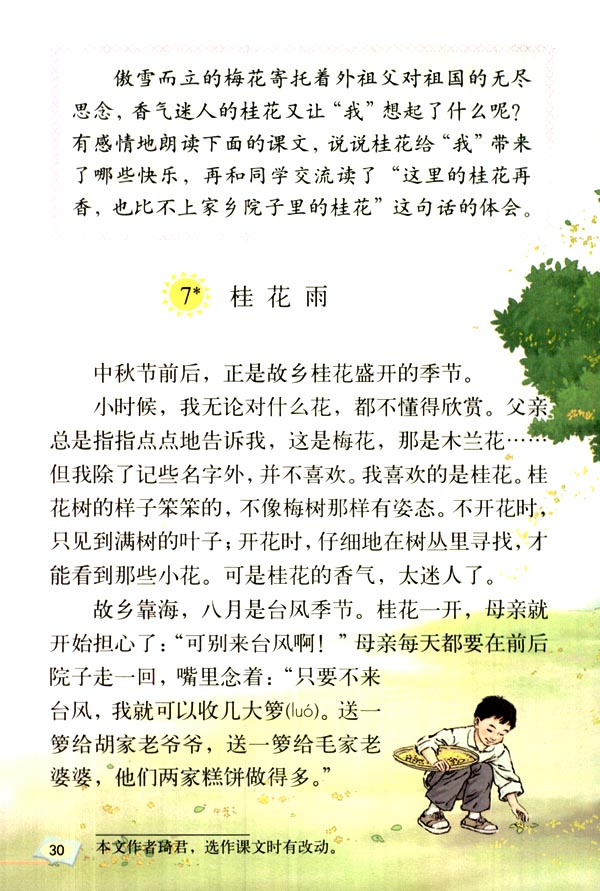 傲雪而立的梅花寄托着外祖父对祖国的无尽
思念，香气迷人的桂花又让“我”想起了什么呢？
有感情地朗读下面的课文，说说桂花给“我”带来
了哪些快乐，再和同学交流读了“这里的桂花再
香，也比不上家乡院子里的桂花”这句话的体会。
7* 桂花雨
中秋节前后，正是故乡桂花盛开的季节。
小时候，我无论对什么花，都不懂得欣赏。父亲
总是指指点点地告诉我，这是梅花，那是木兰花……
但我除了记些名字外，并不喜欢。我喜欢的是桂花。桂
花树的样子笨笨的，不像梅树那样有姿态。不开花时，
只见到满树的叶子；开花时，仔细地在树丛里寻找，才
能看到那些小花。可是桂花的香气，太迷人了。
故乡靠海，八月是台风季节。桂花一开，母亲就
开始担心了：“可别来台风啊！”母亲每天都要在前后
院子走一回，嘴里念着：“只要不来
台风，我就可以收几大箩(luó)。送一
箩给胡家老爷爷，送一箩给毛家老
婆婆，他们两家糕饼做得多。”
本文作者琦君，选作课文时有改动。
30